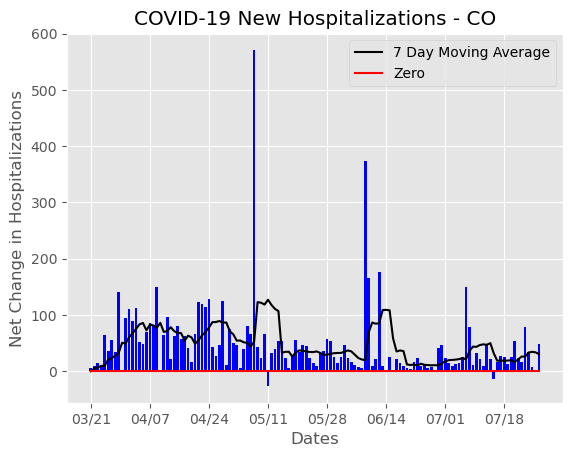 COVID-19 New Hospitalizations - CO
7 Day Moving Average
Zero
Net Change in Hospitalizations
600
500
400
300
200
100
0
03/21 04/07 04/24 05/11 05/28 06/14 07/01 07/18
Dates